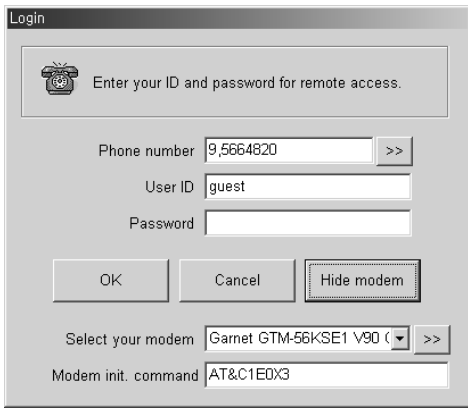 Login
Enter your ID and password for remote access.
Phone number 9,5664820 >>
User ID guest
Password
OK Cancel Hide modem
Select your modem Garnet GTM-56KSE1 V90 ( >>
Modem init. command AT&C1E0X3